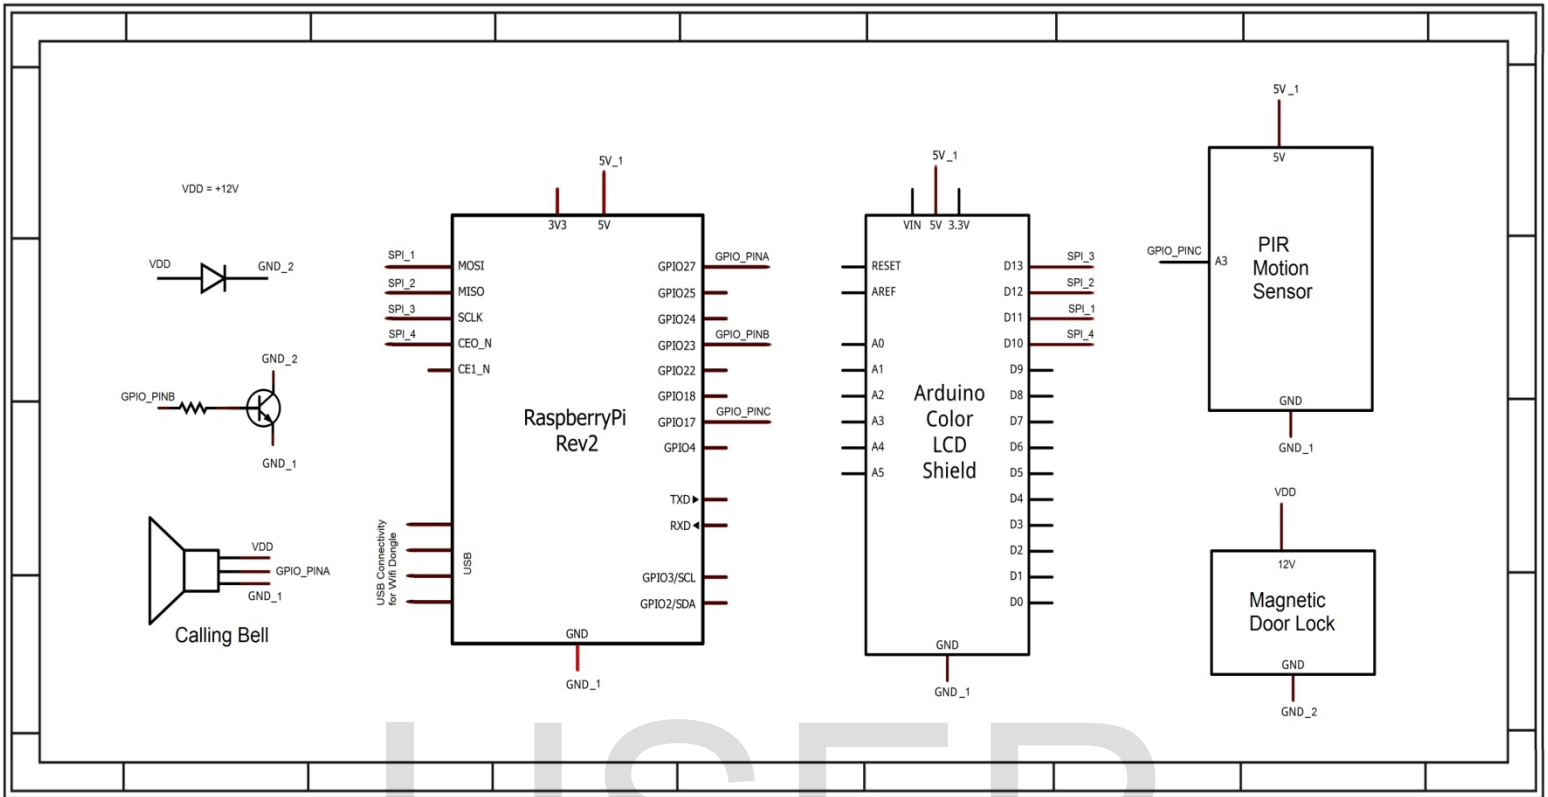 VDD = +12V
VDD
GND_2
GND_2
GPIO_PINB
GND_1
VDD
GPIO_PINA
GND_1
Calling Bell
5V_1
3V3
5V
SPI_1
MOSI
SPI_2
MISO
SPI_3
SCLK
SPI_4
CEO_N
CE1_N
USB Connectivity
for Wifi Dongle
USB
RaspberryPi
Rev2
GPIO27
GPIO_PINA
GPIO25
GPIO24
GPIO23
GPIO_PINB
GPIO22
GPIO18
GPIO17
GPIO_PINC
GPIO4
TXD
RXD
GPIO3/SCL
GPIO2/SDA
GND
GND_1
5V_1
VIN 5V 3.3V
RESET
AREF
A0
A1
A2
A3
A4
A5
Arduino
Color
LCD
Shield
D13
SPI_3
D12
SPI_2
D11
SPI_1
D10
SPI_4
D9
D8
D7
D6
D5
D4
D3
D2
D1
D0
GND
GND_1
5V_1
5V
GPIO_PINC
A3
PIR
Motion
Sensor
GND
GND_1
VDD
12V
Magnetic
Door Lock
GND
GND_2